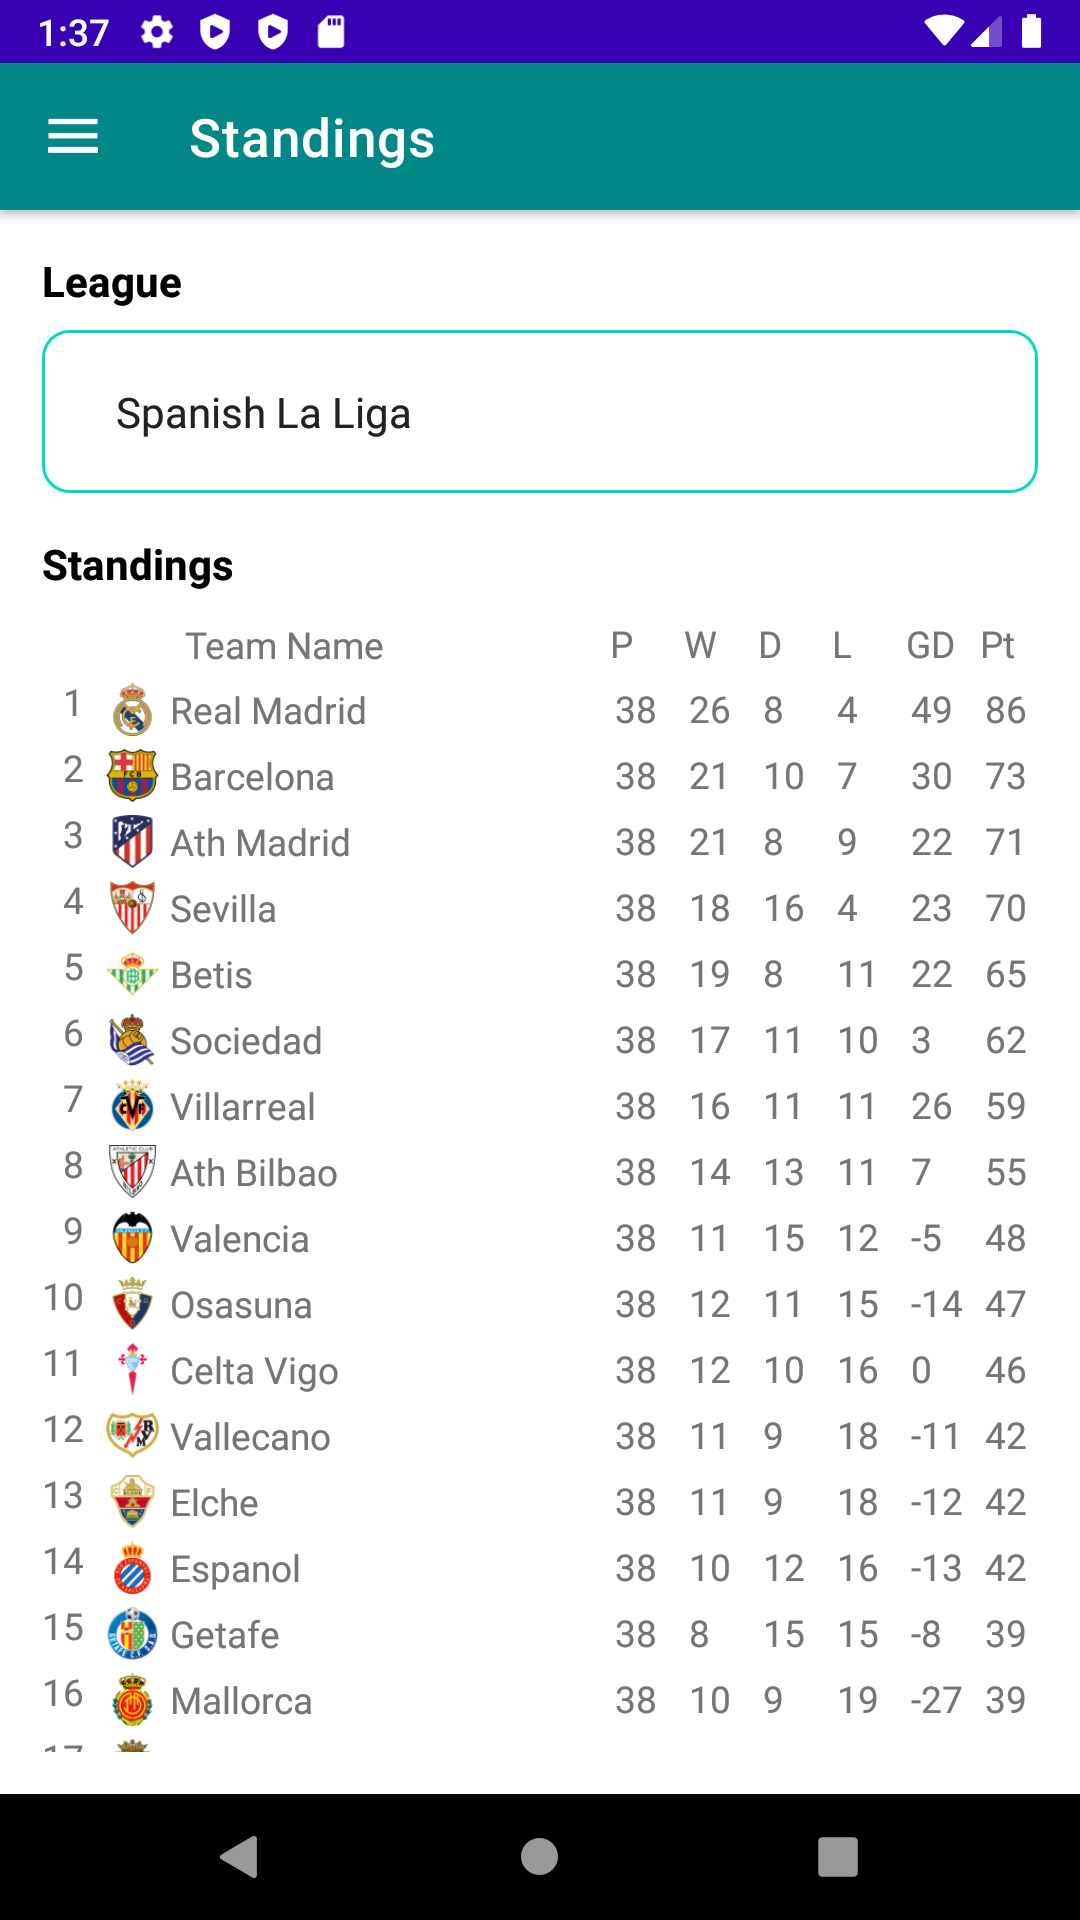 1:37
Standings
League
Spanish La Liga
Standings
Team Name P W D L GD Pt
1 Real Madrid 38 26 8 4 49 86
2 Barcelona 38 21 10 7 30 73
3 Ath Madrid 38 21 8 9 22 71
4 Sevilla 38 18 16 4 23 70
5 Betis 38 19 8 11 22 65
6 Sociedad 38 17 11 10 3 62
7 Villarreal 38 16 11 11 26 59
8 Ath Bilbao 38 14 13 11 7 55
9 Valencia 38 11 15 12 -5 48
10 Osasuna 38 12 11 15 -14 47
11 Celta Vigo 38 12 10 16 0 46
12 Vallecano 38 11 9 18 -11 42
13 Elche 38 11 9 18 -12 42
14 Espanol 38 10 12 16 -13 42
15 Getafe 38 8 15 15 -8 39
16 Mallorca 38 10 9 19 -27 39